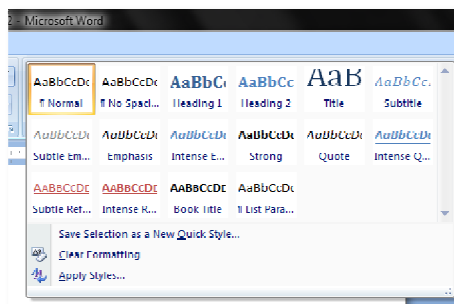 2 - Microsoft Word
AaBbCcDc AaBbCcDc AaBbCc AaBbCc AaB AaBbCc.
¶ Normal ¶ No Spaci... Heading 1 Heading 2 Title Subtitle
AaBbCcDc AaBbCcDc AaBbCcDc AaBbCcDc AaBbCcDc AaBbCcDc
Subtle Em... Emphasis Intense E... Strong Quote Intense Q...
AaBbCcDc AaBbCcDc AaBbCcDc AaBbCcDc
Subtle Ref... Intense R... Book Title ¶ List Para...
Save Selection as a New Quick Style...
Clear Formatting
Apply Styles...